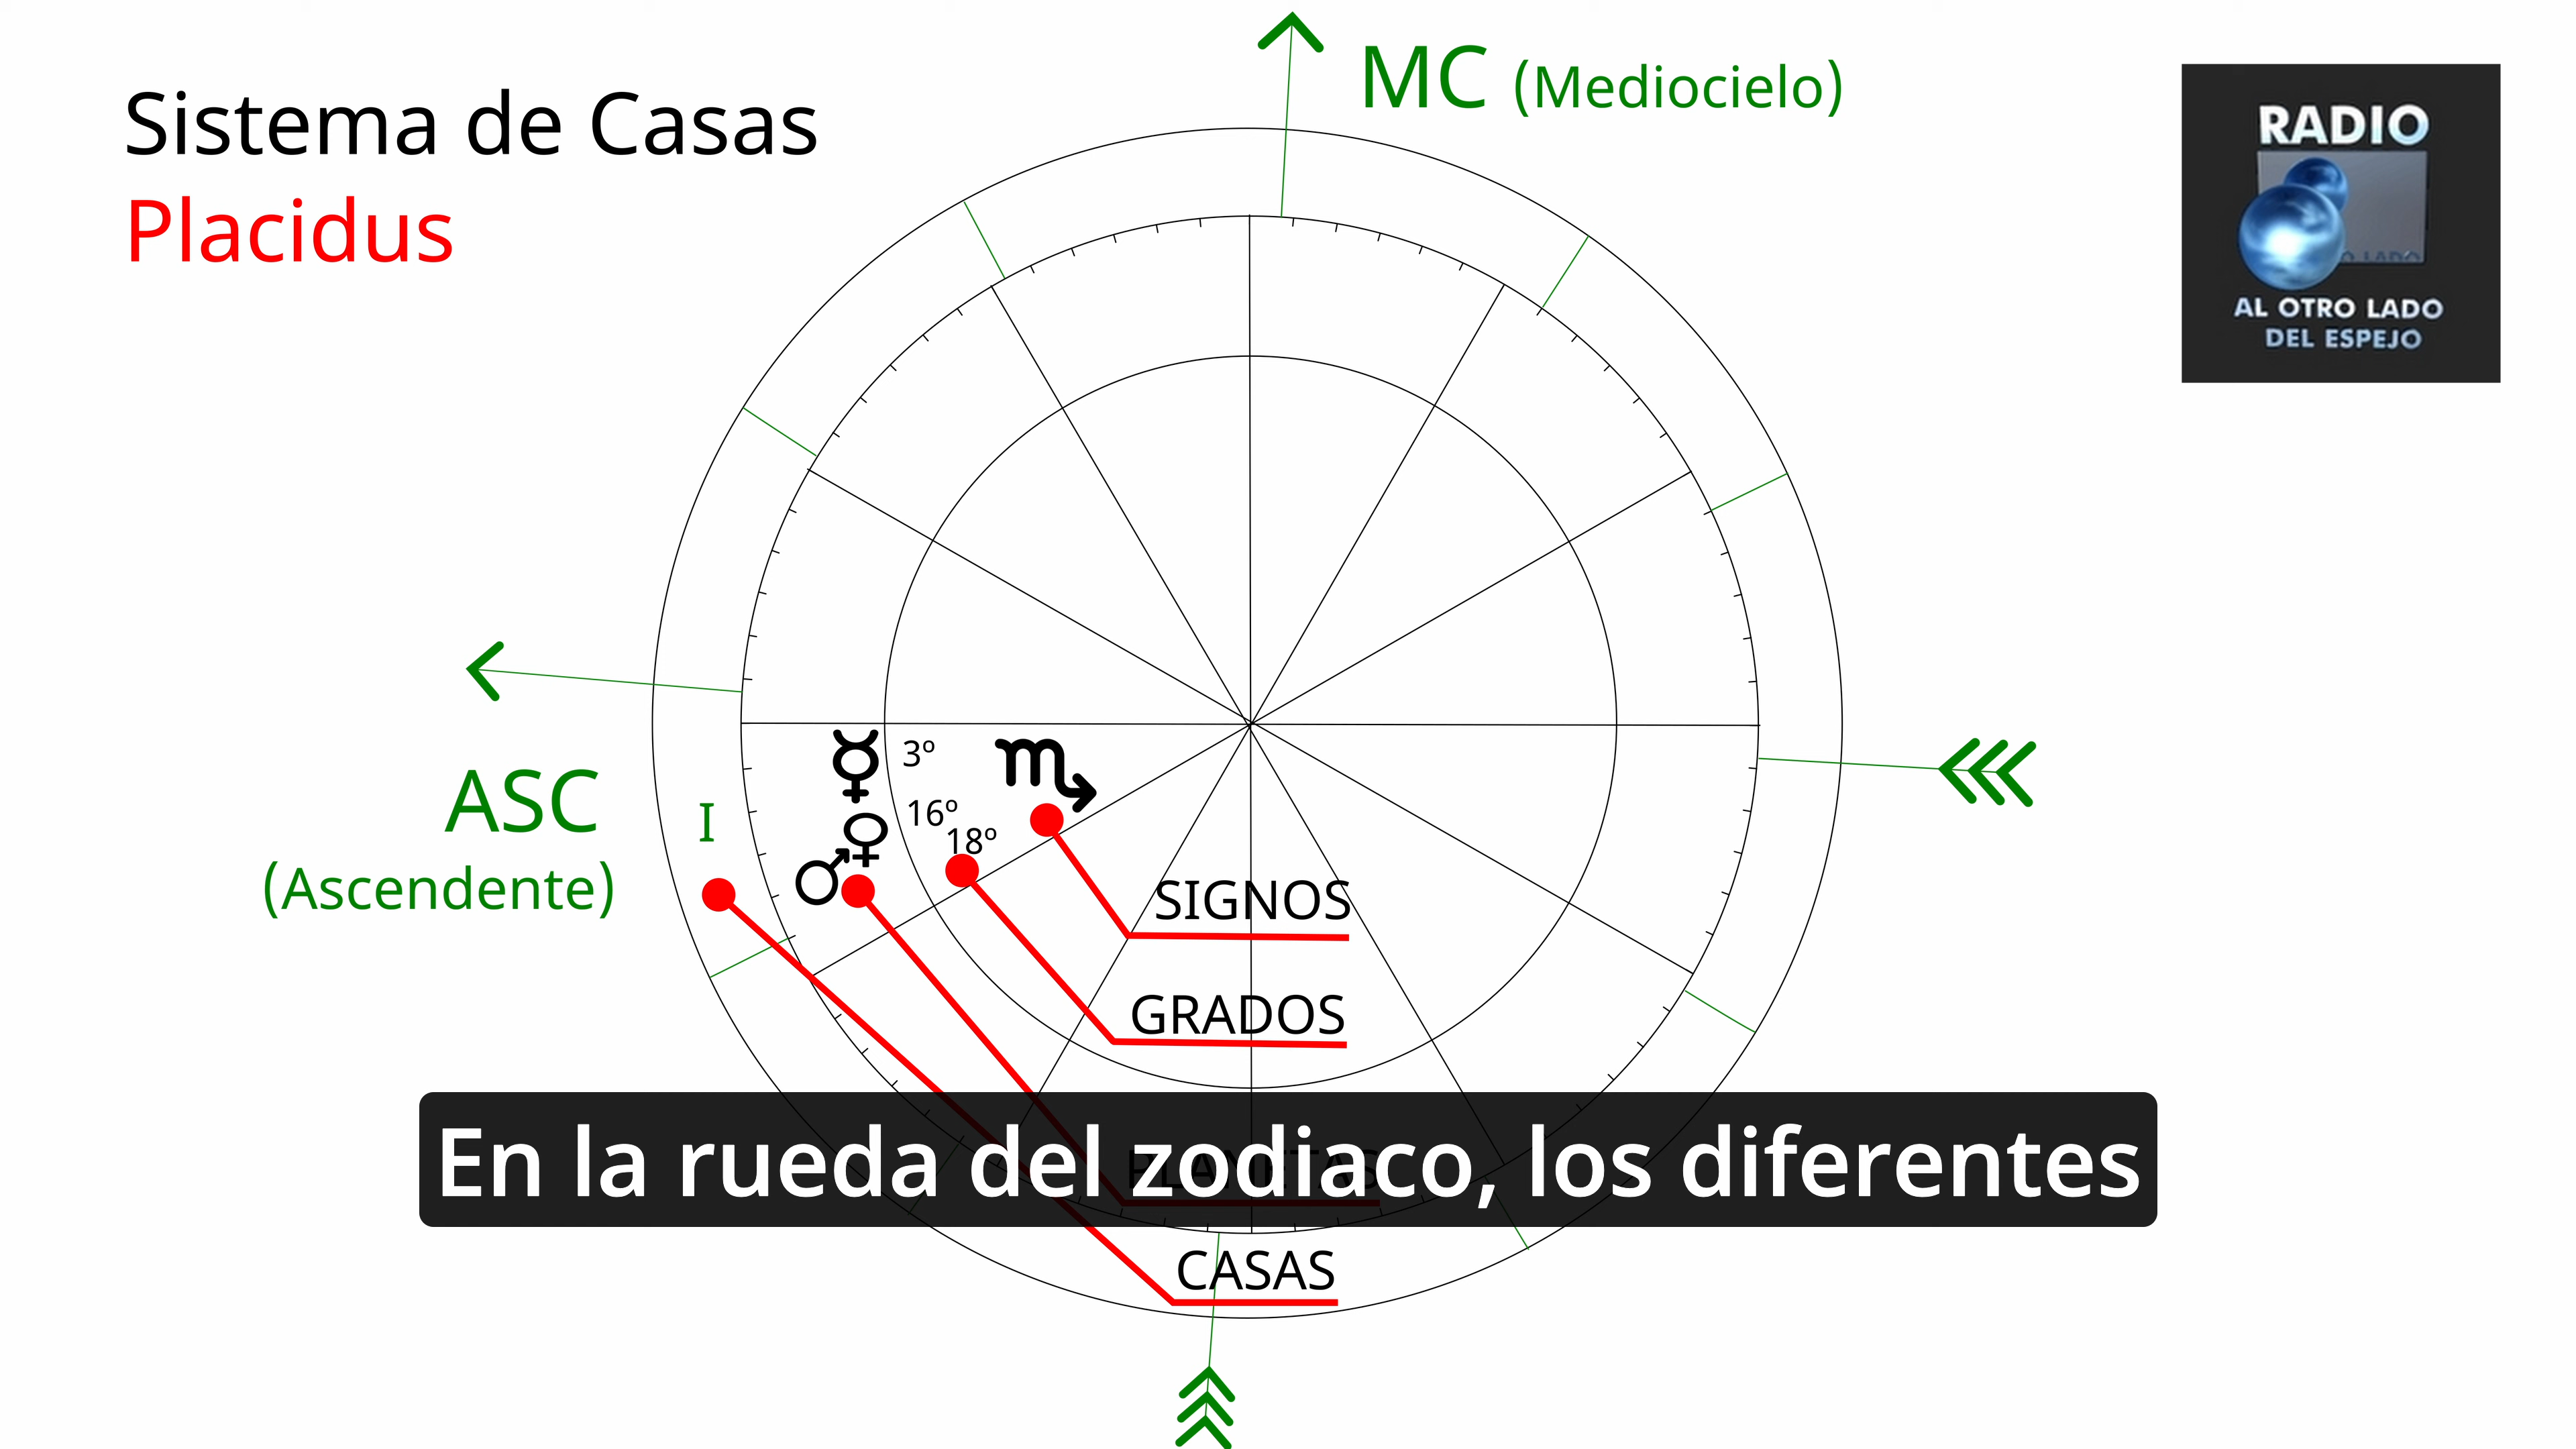 MC (Mediocielo)
Sistema de Casas
Placidus
RADIO
AL OTRO LADO
DEL ESPEJO
ASC
(Ascendente)
I
3º
16º
18º
SIGNOS
GRADOS
PLANETAS
En la rueda del zodiaco, los diferentes
CASAS